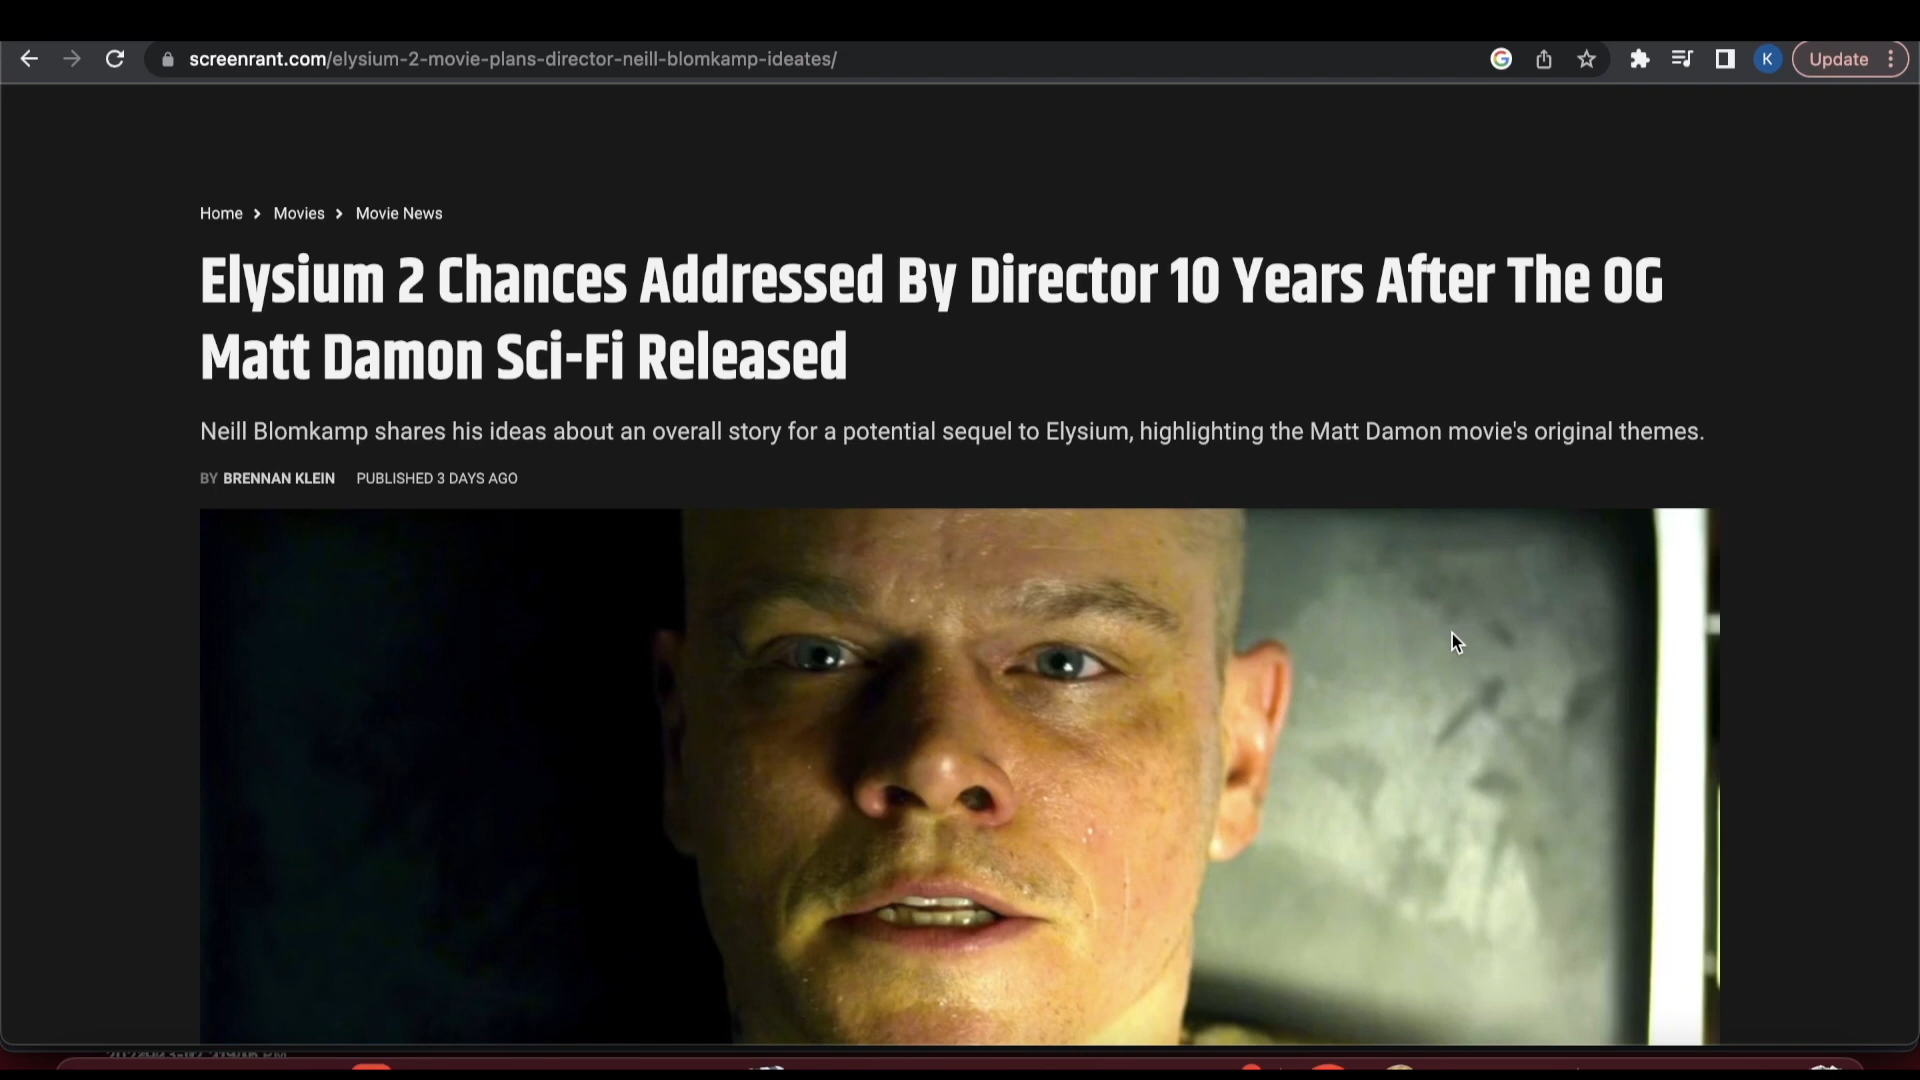 screenrant.com/elysium-2-movie-plans-director-neill-blomkamp-ideates/
K
Update
Home > Movies > Movie News
Elysium 2 Chances Addressed By Director 10 Years After The OG
Matt Damon Sci-Fi Released
Neill Blomkamp shares his ideas about an overall story for a potential sequel to Elysium, highlighting the Matt Damon movie's original themes.
BY BRENNAN KLEIN PUBLISHED 3 DAYS AGO